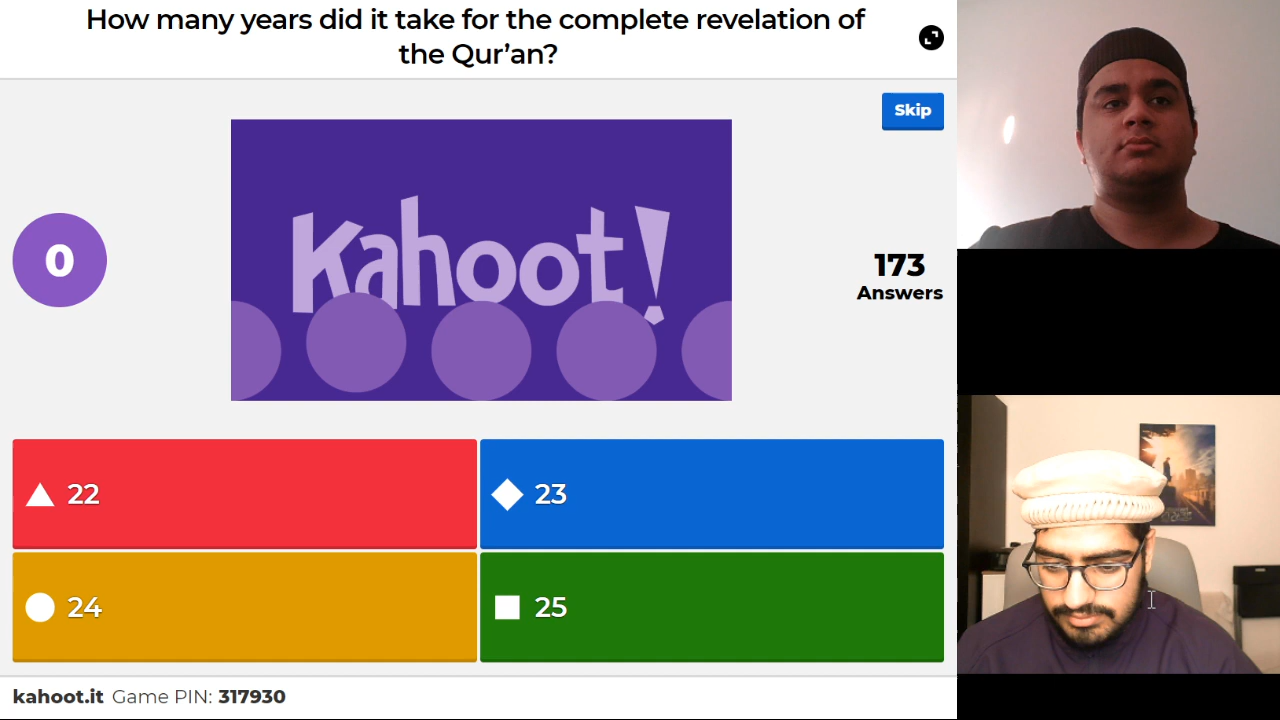 How many years did it take for the complete revelation of
the Qur’an?
Skip
0
Kahoot!
173
Answers
22
23
24
25
kahoot.it Game PIN: 317930